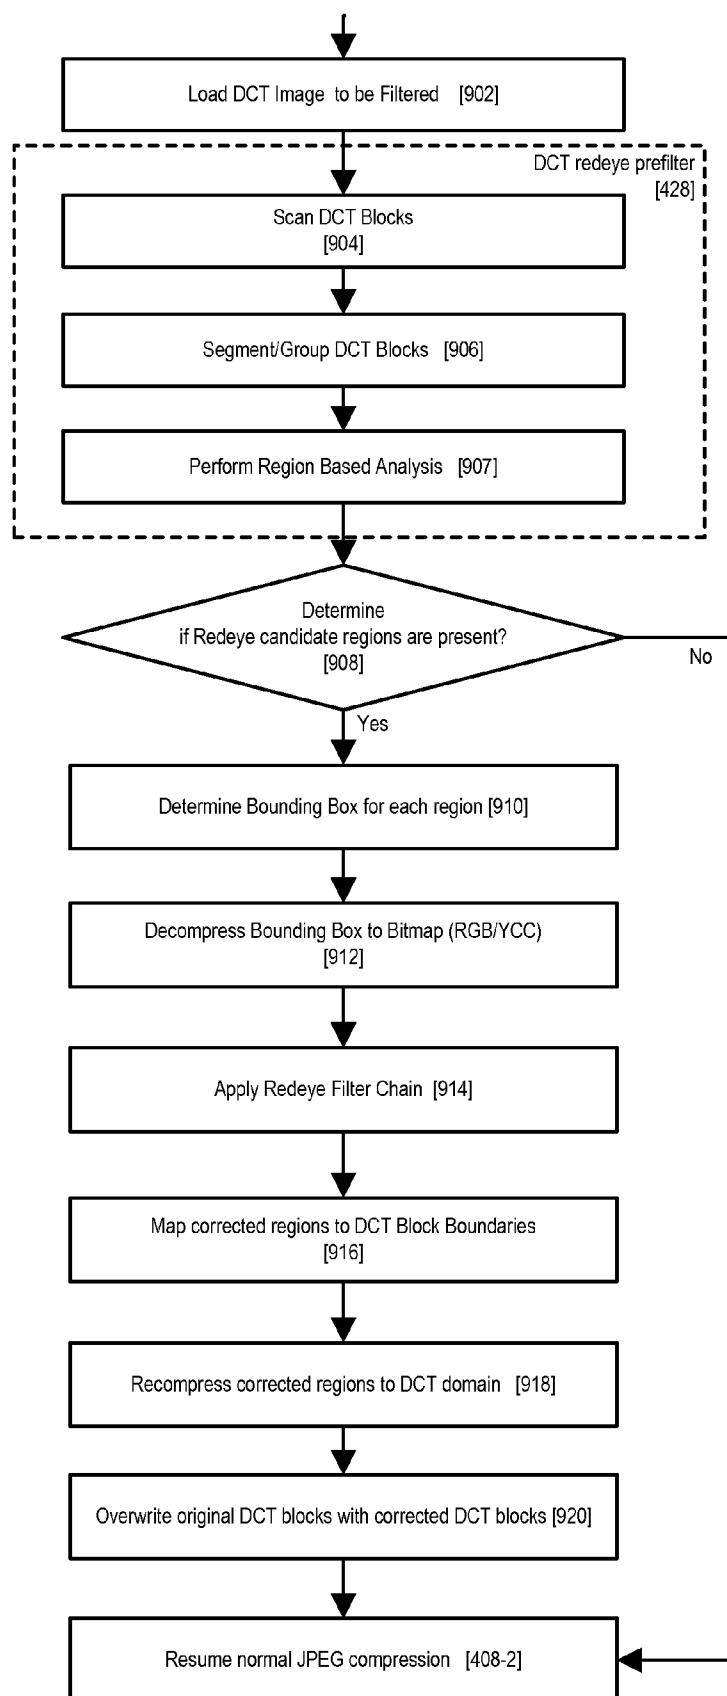 Load DCT Image to be Filtered [902]
DCT redeye prefilter
[428]
Scan DCT Blocks
[904]
Segment/Group DCT Blocks [906]
Perform Region Based Analysis [907]
Determine
if Redeye candidate regions are present?
[908]
No
Yes
Determine Bounding Box for each region [910]
Decompress Bounding Box to Bitmap (RGB/YCC)
[912]
Apply Redeye Filter Chain [914]
Map corrected regions to DCT Block Boundaries
[916]
Recompress corrected regions to DCT domain [918]
Overwrite original DCT blocks with corrected DCT blocks [920]
Resume normal JPEG compression [408-2]